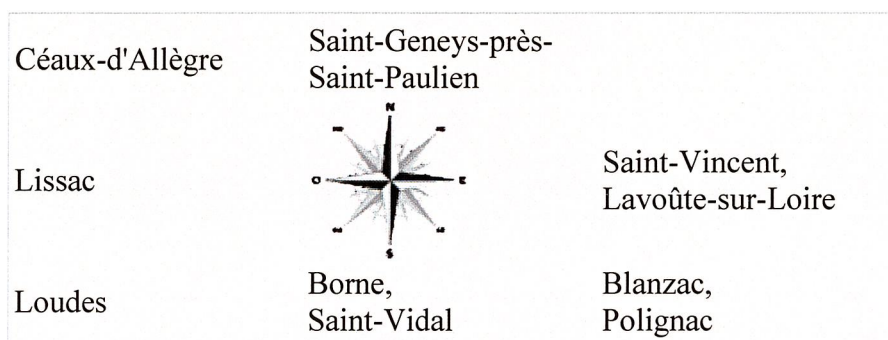 Céaux-d'Allègre
Saint-Geneys-près-
Saint-Paulien
N
Lissac
O
E
Saint-Vincent,
Lavoûte-sur-Loire
S
Loudes
Borne,
Saint-Vidal
Blanzac,
Polignac